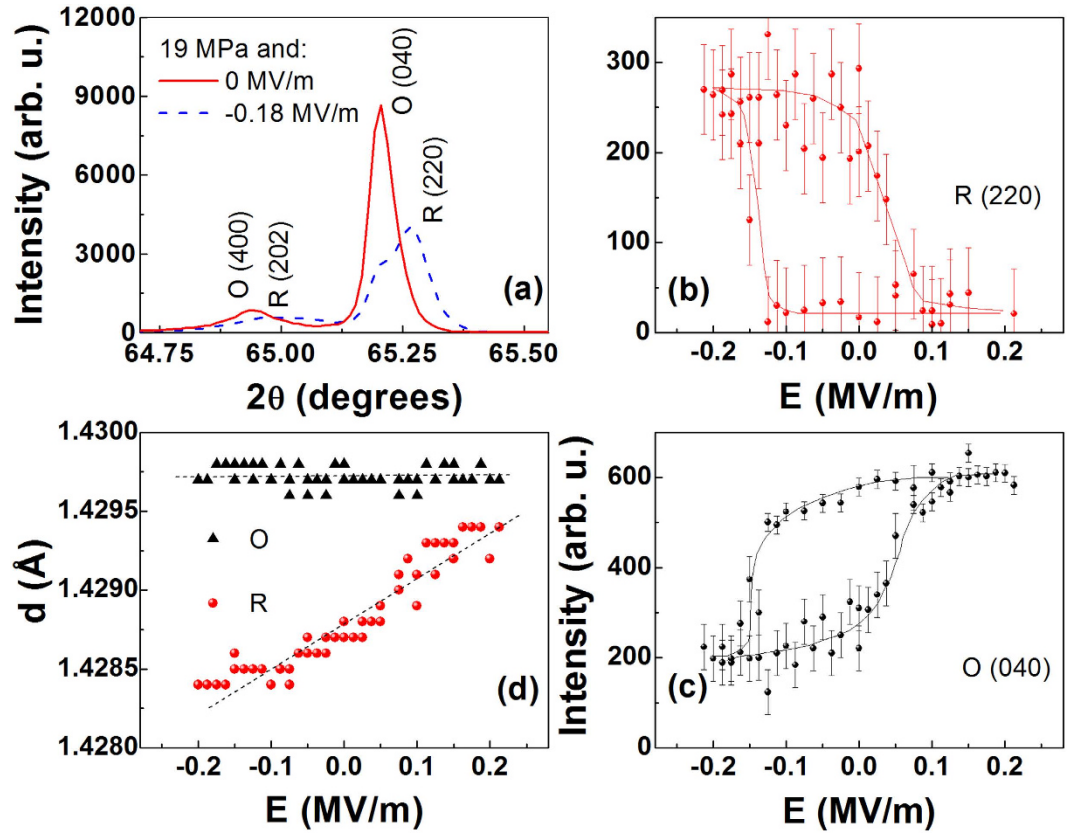 12000
9000
6000
3000
0
Intensity (arb. u.)
19 MPa and:
0 MV/m
-0.18 MV/m
O (400)
R (202)
O (040)
R (220)
(a)
64.75
65.00
65.25
65.50
2θ (degrees)
300
200
100
0
R (220)
(b)
-0.2
-0.1
0.0
0.1
0.2
E (MV/m)
1.4300
1.4295
1.4290
1.4285
1.4280
d (Å)
O
R
(d)
-0.2
-0.1
0.0
0.1
0.2
E (MV/m)
Intensity (arb. u.)
600
400
200
0
(c)
O (040)
-0.2
-0.1
0.0
0.1
0.2
E (MV/m)